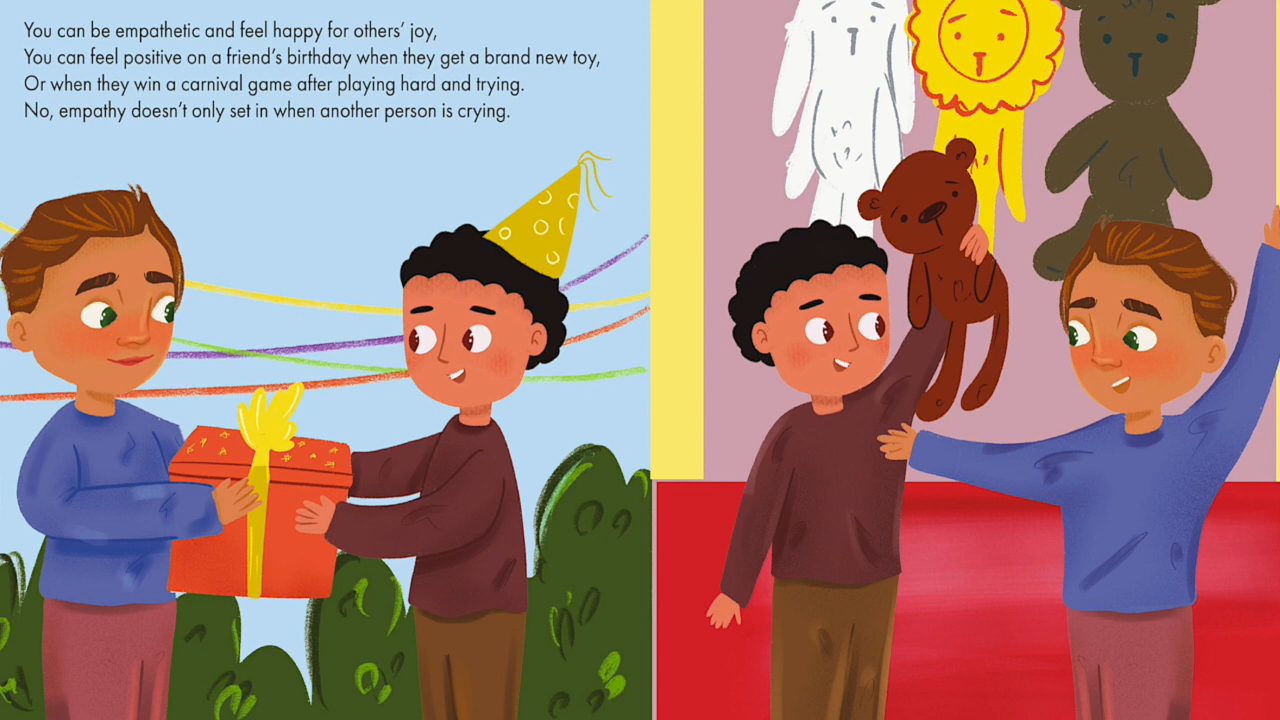 You can be empathetic and feel happy for others’ joy,
You can feel positive on a friend’s birthday when they get a brand new toy,
Or when they win a carnival game after playing hard and trying.
No, empathy doesn’t only set in when another person is crying.